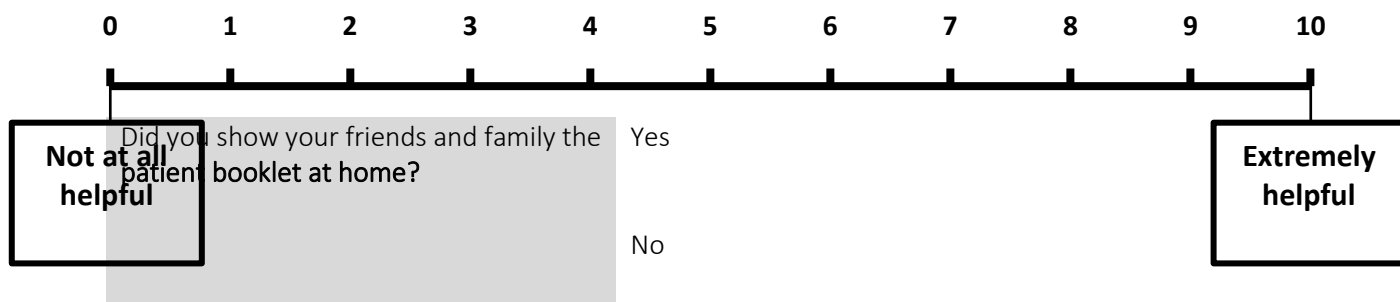 0 1 2 3 4 5 6 7 8 9 10
Not at all
helpful
Did you show your friends and family the
patient booklet at home?
Yes
No
Extremely
helpful